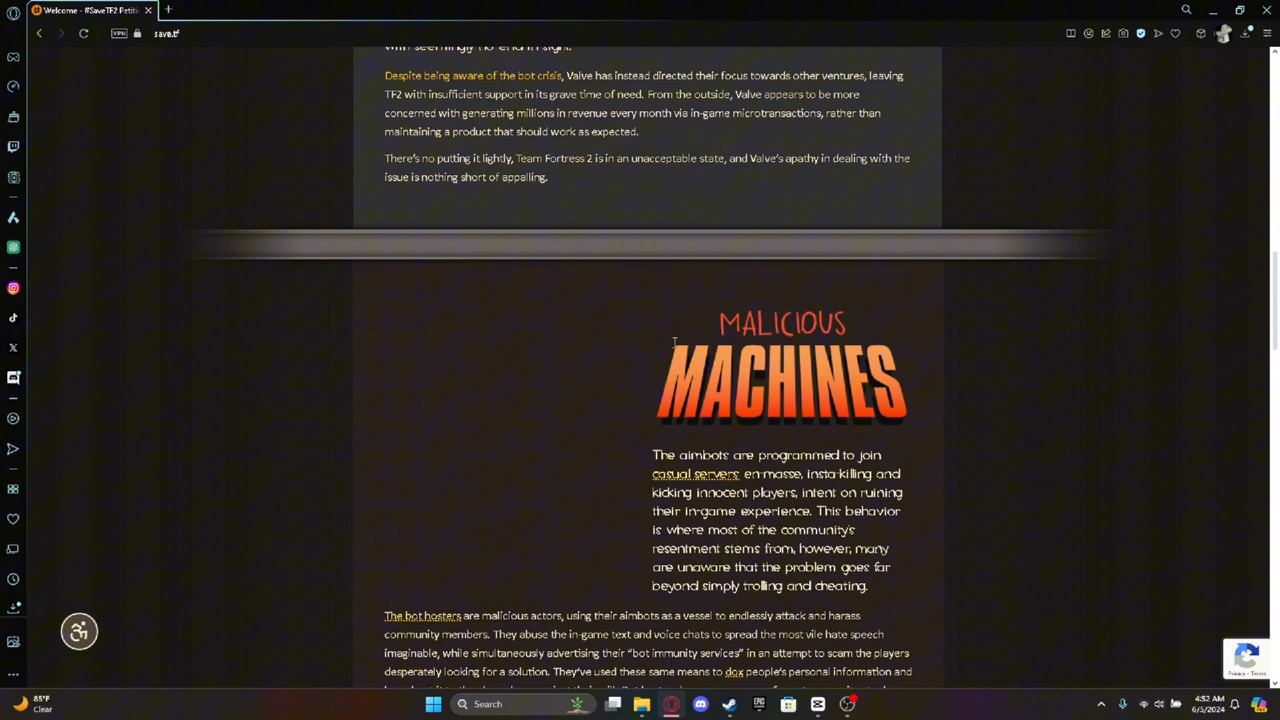 Welcome - #SaveTF2 Petiti
VPN
save.tf
with seemingly no end in sight.
Despite being aware of the bot crisis, Valve has instead directed their focus towards other ventures, leaving
TF2 with insufficient support in its grave time of need. From the outside, Valve appears to be more
concerned with generating millions in revenue every month via in-game microtransactions, rather than
maintaining a product that should work as expected.
There's no putting it lightly, Team Fortress 2 is in an unacceptable state, and Valve's apathy in dealing with the
issue is nothing short of appalling.
MALICIOUS
MACHINES
The aimbots are programmed to join
casual servers en-masse, insta-killing and
kicking innocent players, intent on ruining
their in-game experience. This behavior
is where most of the community's
resentment stems from, however, many
are unaware that the problem goes far
beyond simply trolling and cheating.
The bot hosters are malicious actors, using their aimbots as a vessel to endlessly attack and harass
community members. They abuse the in-game text and voice chats to spread the most vile hate speech
imaginable, while simultaneously advertising their "bot immunity services" in an attempt to scam the players
desperately looking for a solution. They've used these same means to dox people's personal information and
Privacy - Terms
85°F
Clear
Search
4:52 AM
6/5/2024